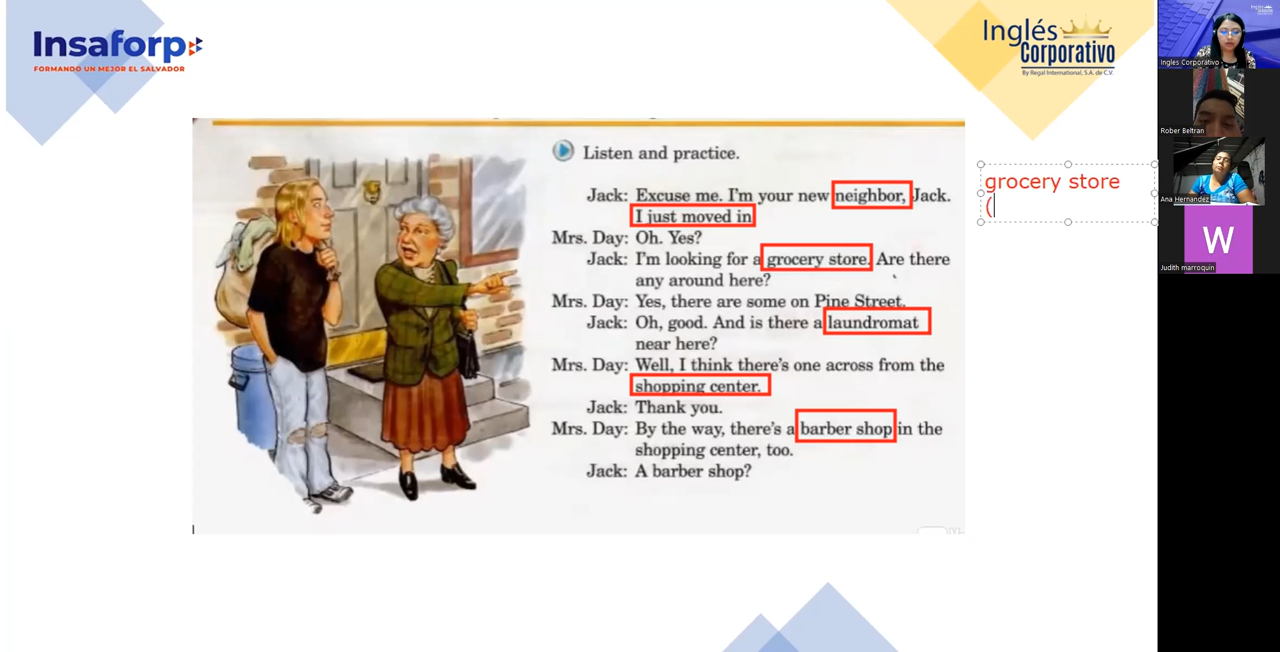 Insaforp
FORMANDO UN MEJOR EL SALVADOR
Inglés
Corporativo
By Regal International, S.A. de C.V.
Listen and practice.
Jack: Excuse me. I'm your new neighbor, Jack.
I just moved in
Mrs. Day: Oh. Yes?
Jack: I'm looking for a grocery store. Are there
any around here?
Mrs. Day: Yes, there are some on Pine Street.
Jack: Oh, good. And is there a laundromat
near here?
Mrs. Day: Well, I think there's one across from the
shopping center.
Jack: Thank you.
Mrs. Day: By the way, there's a barber shop in the
shopping center, too.
Jack: A barber shop?
grocery store
(
Ingles Corporativo
Rober Beltran
Ana Hernandez
W
Judith marroquin